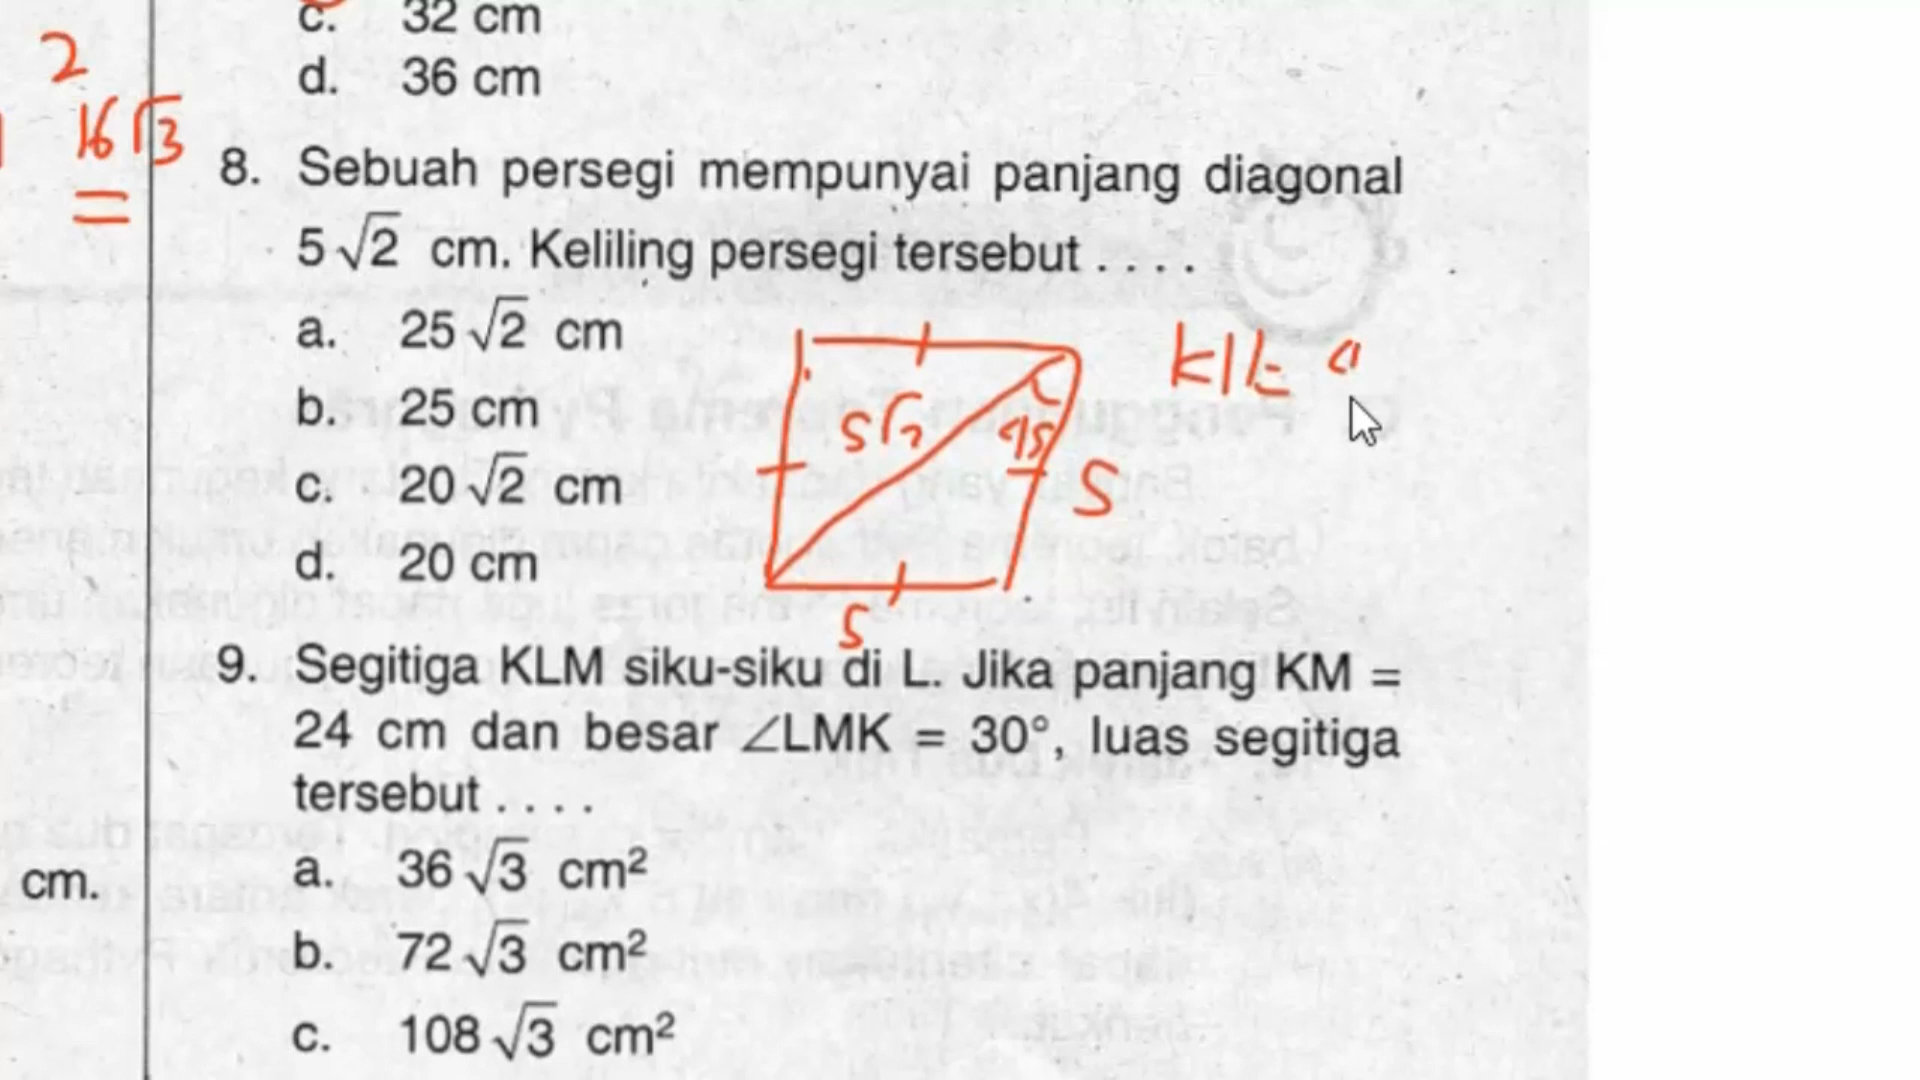 c. 32 cm
d. 36 cm
2
16√3
8. Sebuah persegi mempunyai panjang diagonal
5√2 cm. Keliling persegi tersebut . . . .
a. 25√2 cm
b. 25 cm
c. 20√2 cm
d. 20 cm
5√2
45
5
5
kll=
9. Segitiga KLM siku-siku di L. Jika panjang KM =
24 cm dan besar ∠LMK = 30°, luas segitiga
tersebut . . . .
a. 36√3 cm²
b. 72√3 cm²
c. 108√3 cm²
cm.